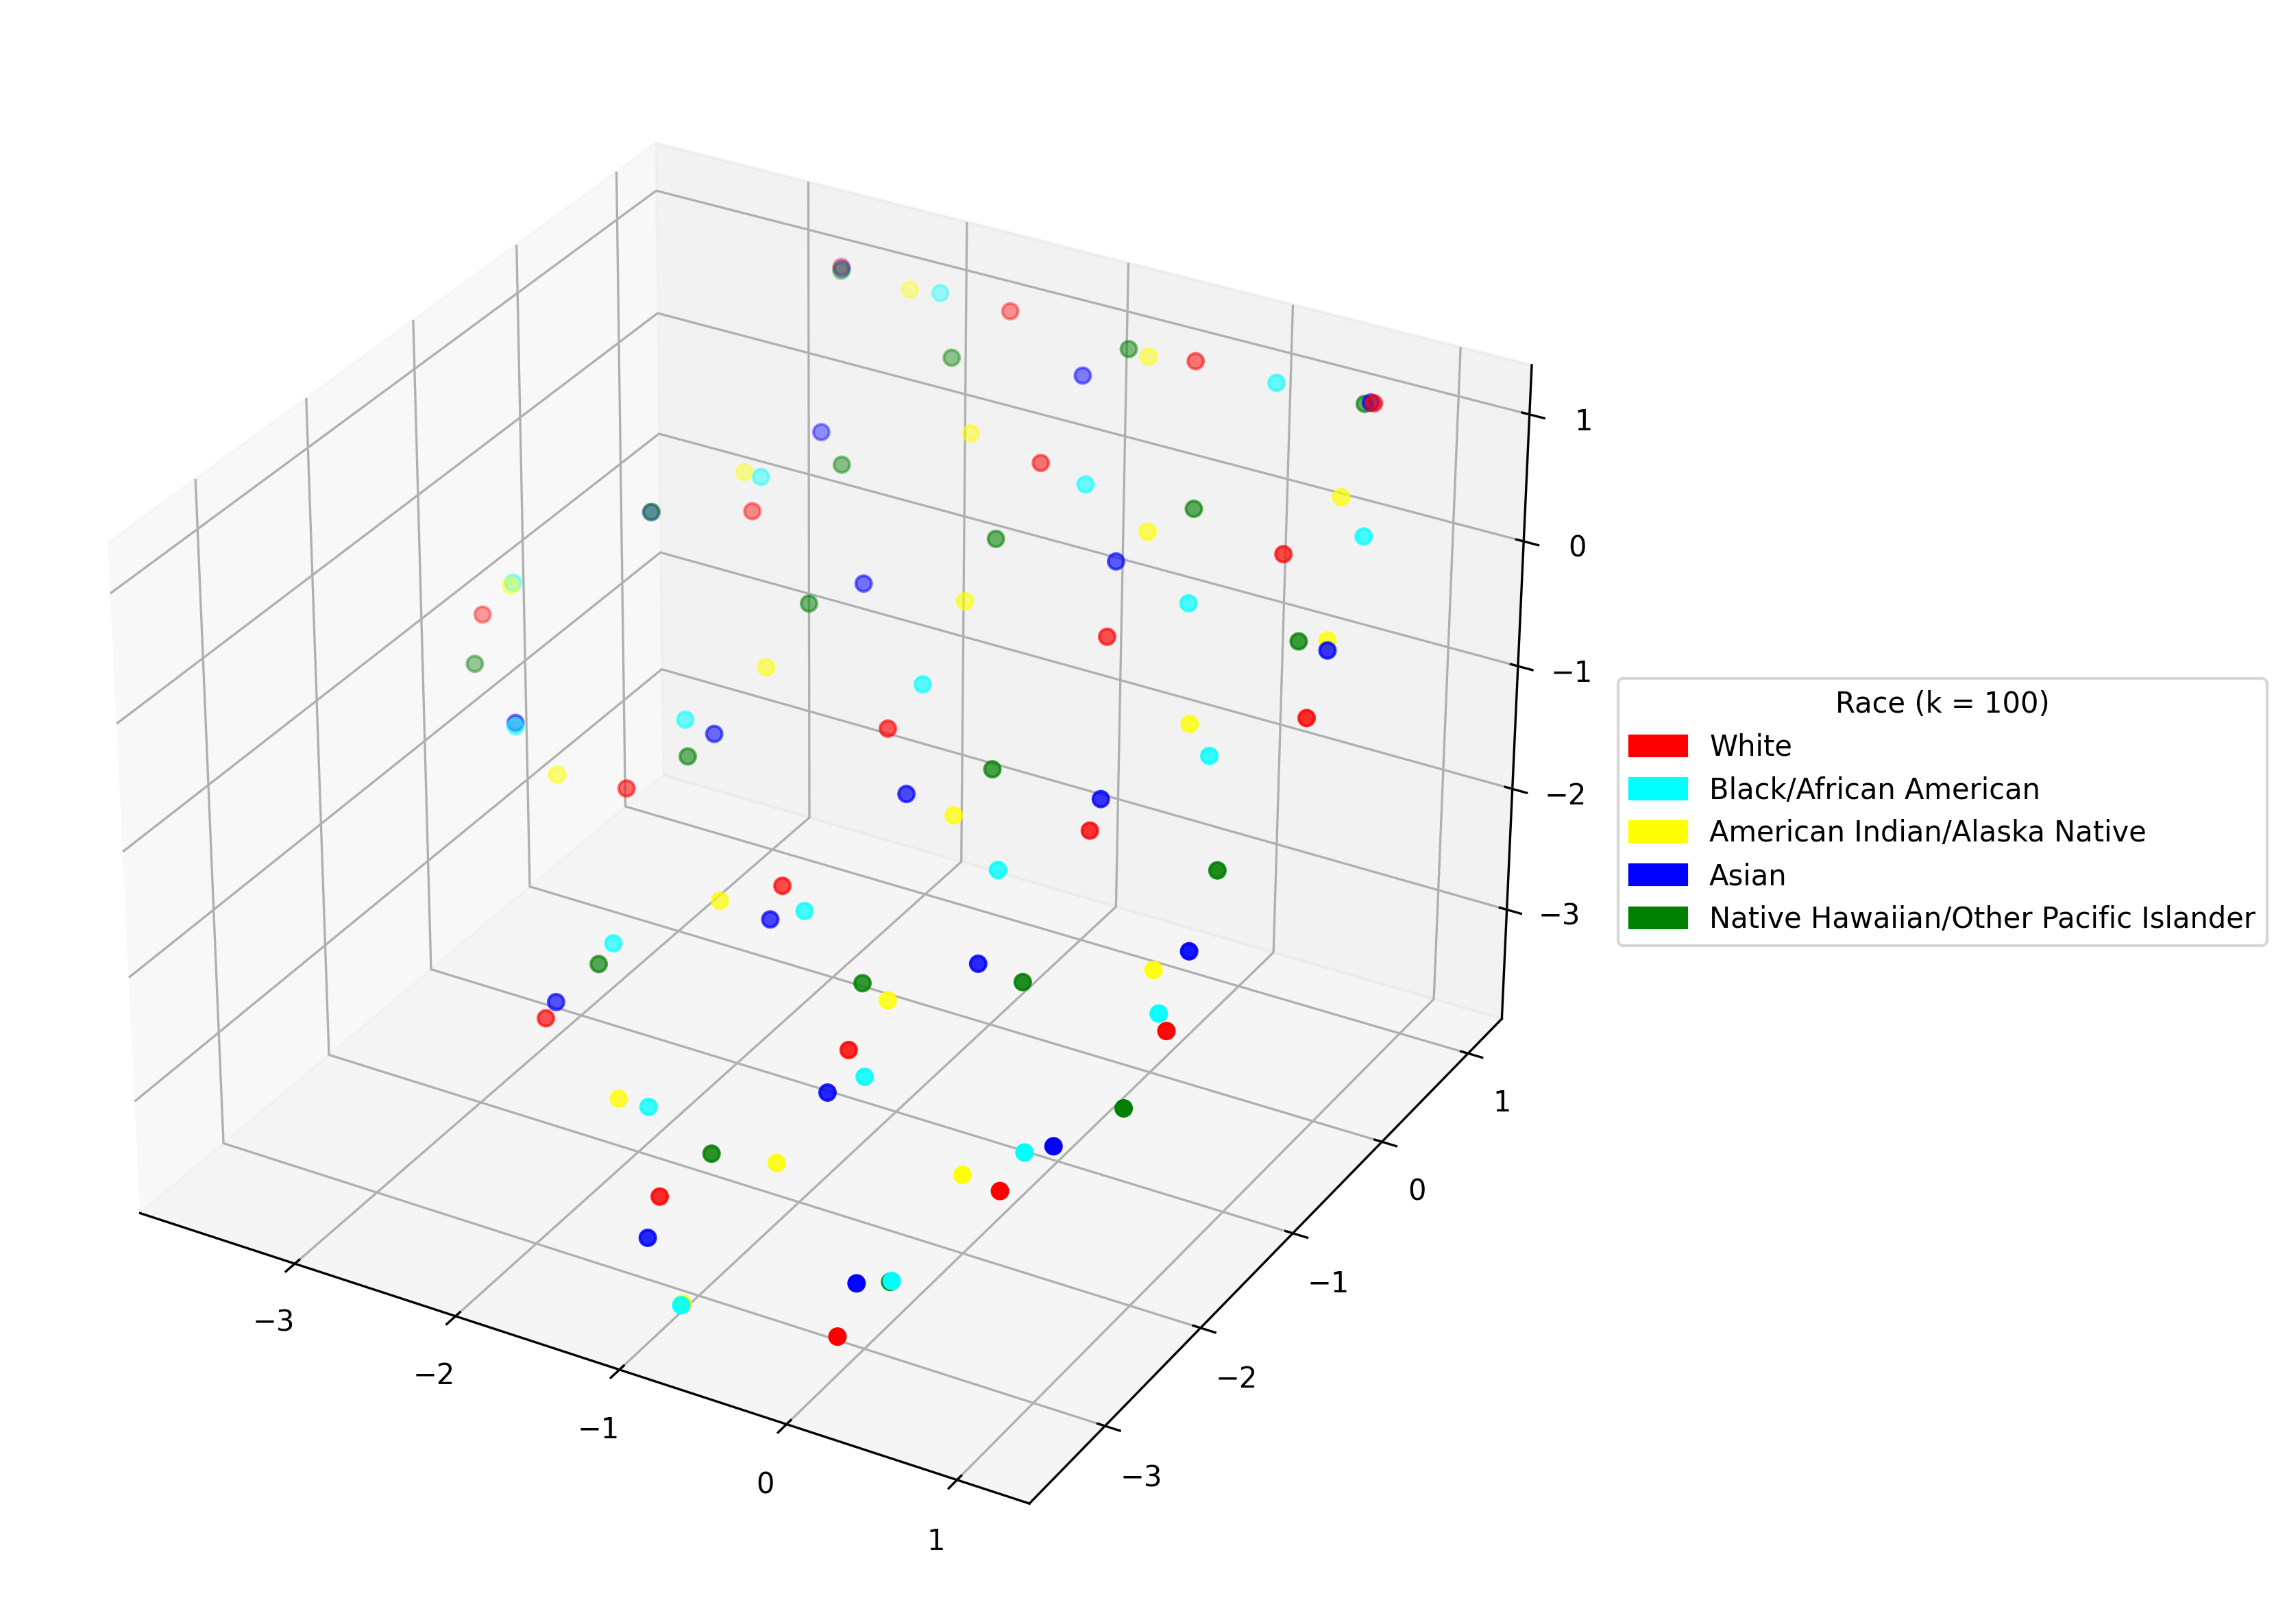 1
0
−1
−2
−3
Race (k = 100)
White
Black/African American
American Indian/Alaska Native
Asian
Native Hawaiian/Other Pacific Islander
1
0
−1
−2
−3
−3
−2
−1
0
1